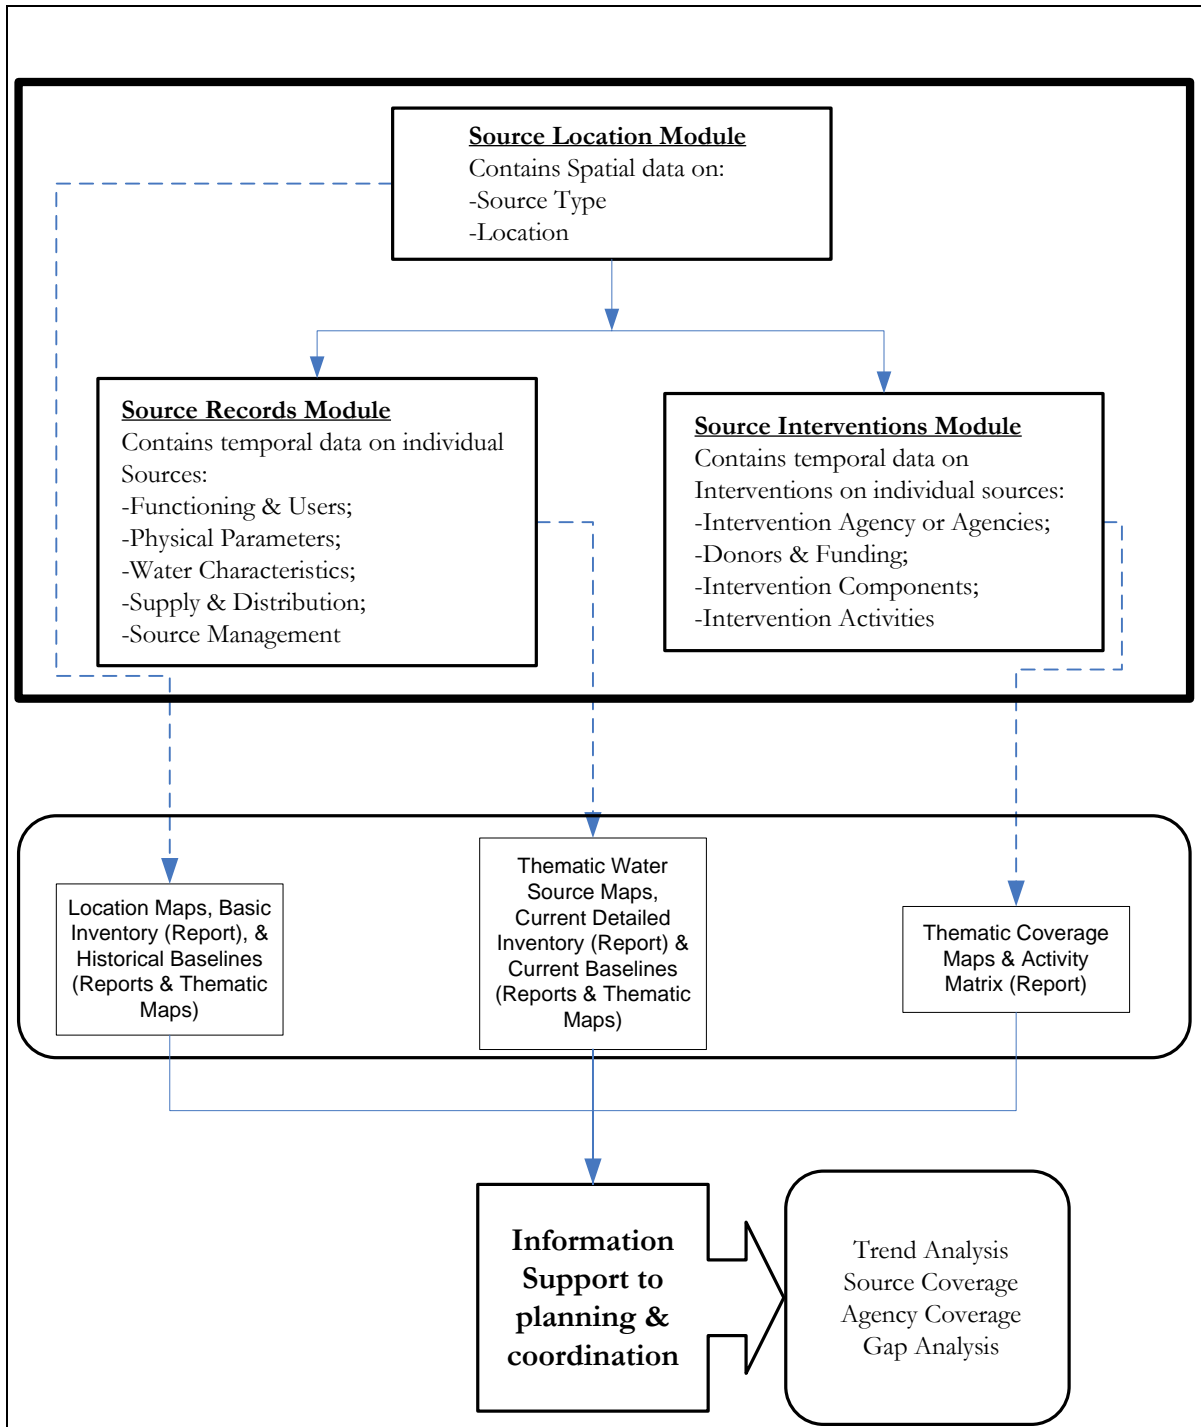 Source Location Module
Contains Spatial data on:
-Source Type
-Location
Source Records Module
Contains temporal data on individual
Sources:
-Functioning & Users;
-Physical Parameters;
-Water Characteristics;
-Supply & Distribution;
-Source Management
Source Interventions Module
Contains temporal data on
Interventions on individual sources:
-Intervention Agency or Agencies;
-Donors & Funding;
-Intervention Components;
-Intervention Activities
Location Maps, Basic
Inventory (Report), &
Historical Baselines
(Reports & Thematic
Maps)
Thematic Water
Source Maps,
Current Detailed
Inventory (Report) &
Current Baselines
(Reports & Thematic
Maps)
Thematic Coverage
Maps & Activity
Matrix (Report)
Information
Support to
planning &
coordination
Trend Analysis
Source Coverage
Agency Coverage
Gap Analysis